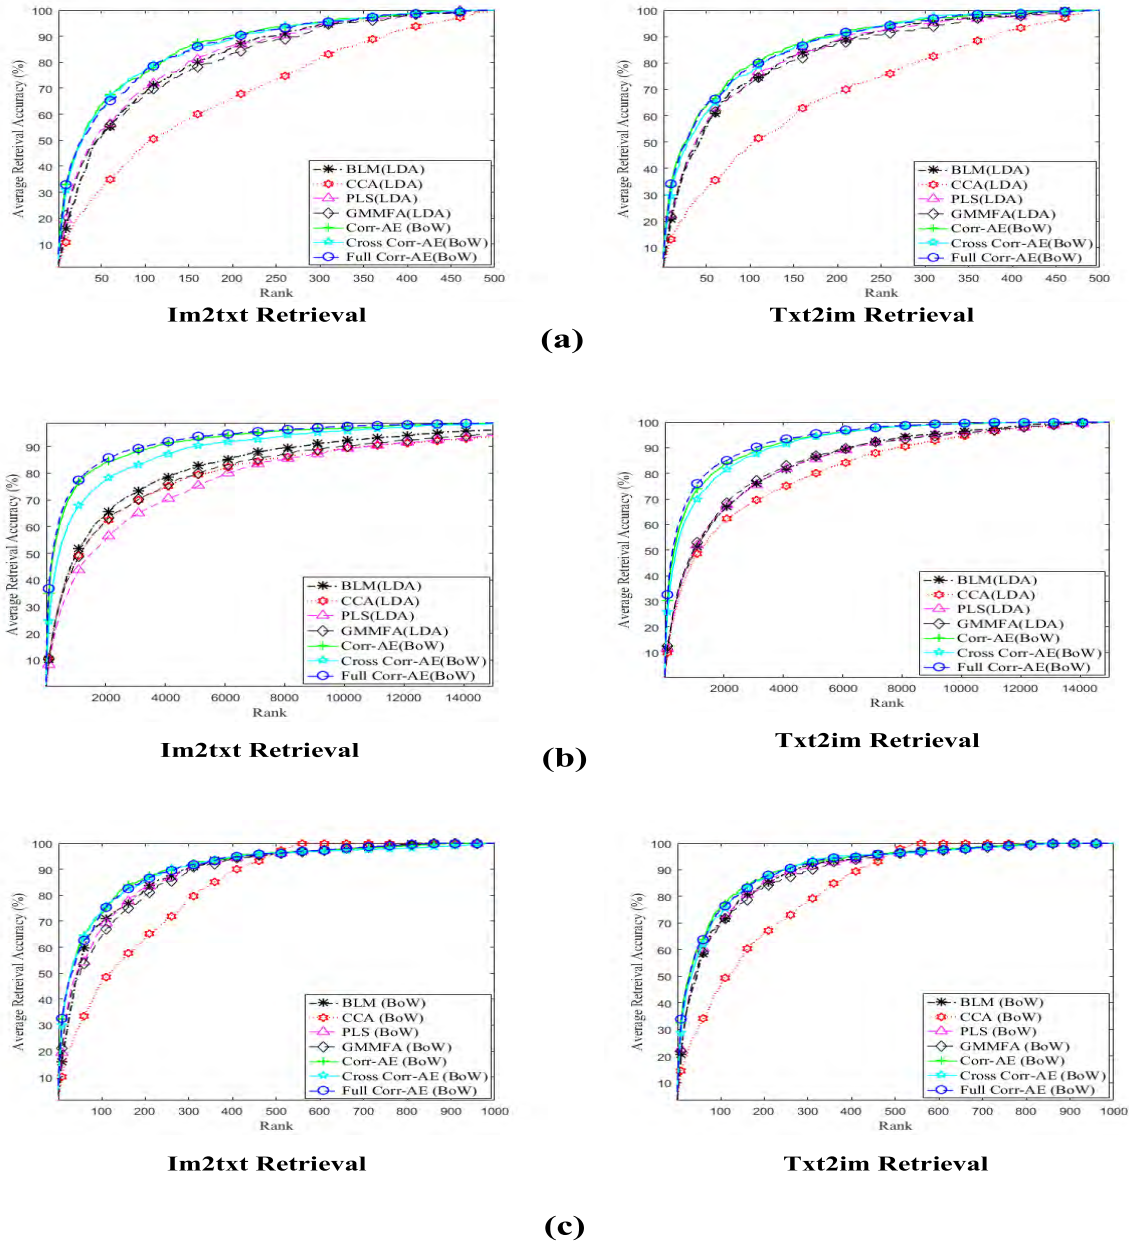 100
90
80
70
60
50
40
30
20
10
Average Retreival Accuracy (%)
BLM(LDA)
CCA(LDA)
PLS(LDA)
GMMFA(LDA)
Corr-AE (BoW)
Cross Corr-AE(BoW)
Full Corr-AE(BoW)
50 100 150 200 250 300 350 400 450 500
Rank
Im2txt Retrieval
100
90
80
70
60
50
40
30
20
10
Average Retreival Accuracy (%)
BLM(LDA)
CCA(LDA)
PLS(LDA)
GMMFA(LDA)
Corr-AE(BoW)
Cross Corr-AE(BoW)
Full Corr-AE(BoW)
50 100 150 200 250 300 350 400 450 500
Rank
Txt2im Retrieval
(a)
90
80
70
60
50
40
30
20
10
Average Retreival Accuracy (%)
BLM(LDA)
CCA(LDA)
PLS(LDA)
GMMFA(LDA)
Corr-AE(BoW)
Cross Corr-AE(BoW)
Full Corr-AE(BoW)
2000 4000 6000 8000 10000 12000 14000
Rank
Im2txt Retrieval
100
90
80
70
60
50
40
30
20
10
Average Retreival Accuracy (%)
BLM(LDA)
CCA(LDA)
PLS(LDA)
GMMFA(LDA)
Corr-AE(BoW)
Cross Corr-AE(BoW)
Full Corr-AE(BoW)
2000 4000 6000 8000 10000 12000 14000
Rank
Txt2im Retrieval
(b)
100
90
80
70
60
50
40
30
20
10
Average Retreival Accuracy (%)
BLM (BoW)
CCA (BoW)
PLS (BoW)
GMMFA (BoW)
Corr-AE (BoW)
Cross Corr-AE (BoW)
Full Corr-AE (BoW)
100 200 300 400 500 600 700 800 900 1000
Rank
Im2txt Retrieval
100
90
80
70
60
50
40
30
20
10
Average Retreival Accuracy (%)
BLM (BoW)
CCA (BoW)
PLS (BoW)
GMMFA (BoW)
Corr-AE (BoW)
Cross Corr-AE (BoW)
Full Corr-AE (BoW)
100 200 300 400 500 600 700 800 900 1000
Rank
Txt2im Retrieval
(c)